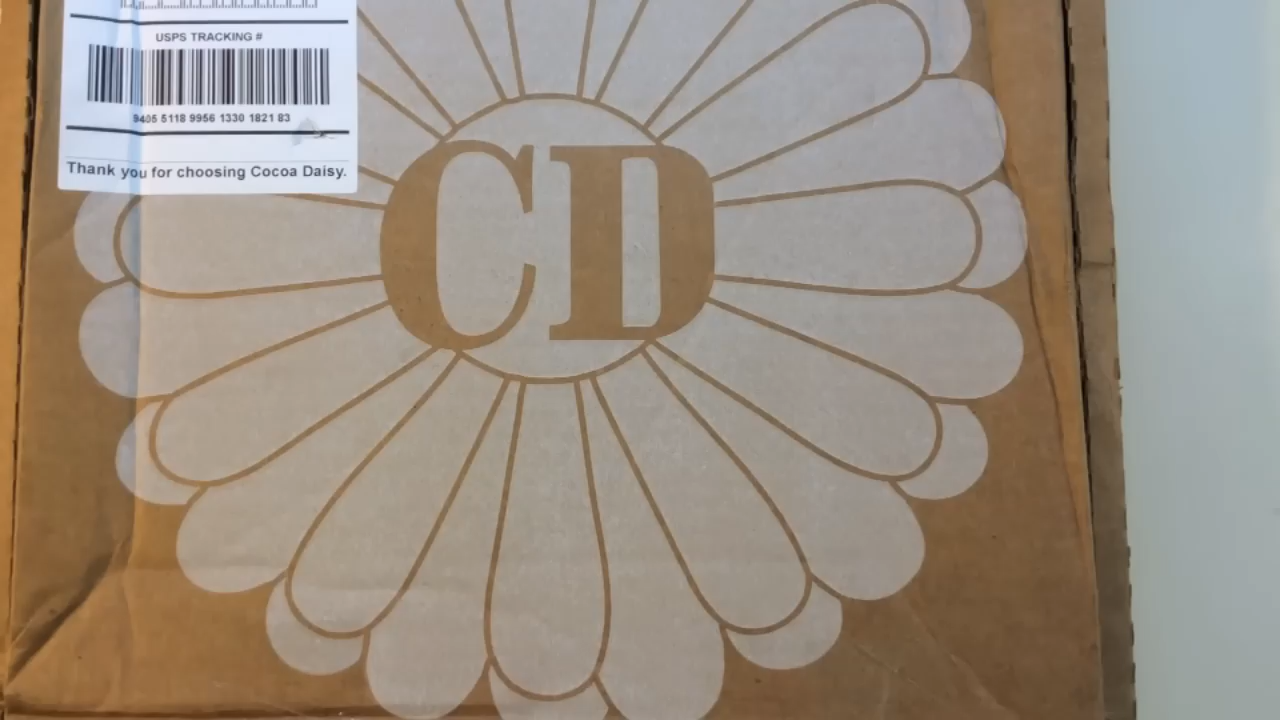 USPS TRACKING #
9405 5118 9956 1330 1821 83
Thank you for choosing Cocoa Daisy.
CD